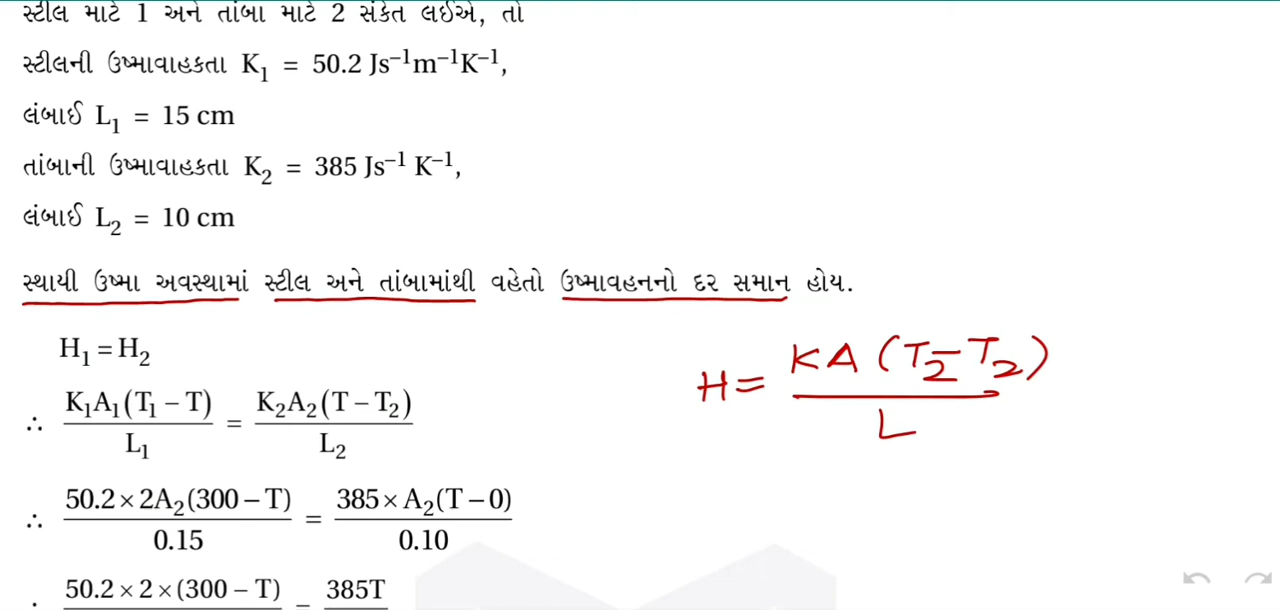 સ્ટીલ માટે 1 અને તાંબા માટે 2 સંકેત લઈએ, તો
સ્ટીલની ઉષ્માવાહકતા K₁ = 50.2 Js⁻¹m⁻¹K⁻¹,
લંબાઈ L₁ = 15 cm
તાંબાની ઉષ્માવાહકતા K₂ = 385 Js⁻¹ K⁻¹,
લંબાઈ L₂ = 10 cm
સ્થાયી ઉષ્મા અવસ્થામાં સ્ટીલ અને તાંબામાંથી વહેતો ઉષ્માવહનનો દર સમાન હોય.
H₁ = H₂
∴ K₁A₁(T₁ – T) / L₁ = K₂A₂(T – T₂) / L₂
H = KA (T₂ – T₂) / L
∴ 50.2 × 2A₂(300 – T) / 0.15 = 385 × A₂(T – 0) / 0.10
∴ 50.2 × 2 × (300 – T) = 385T